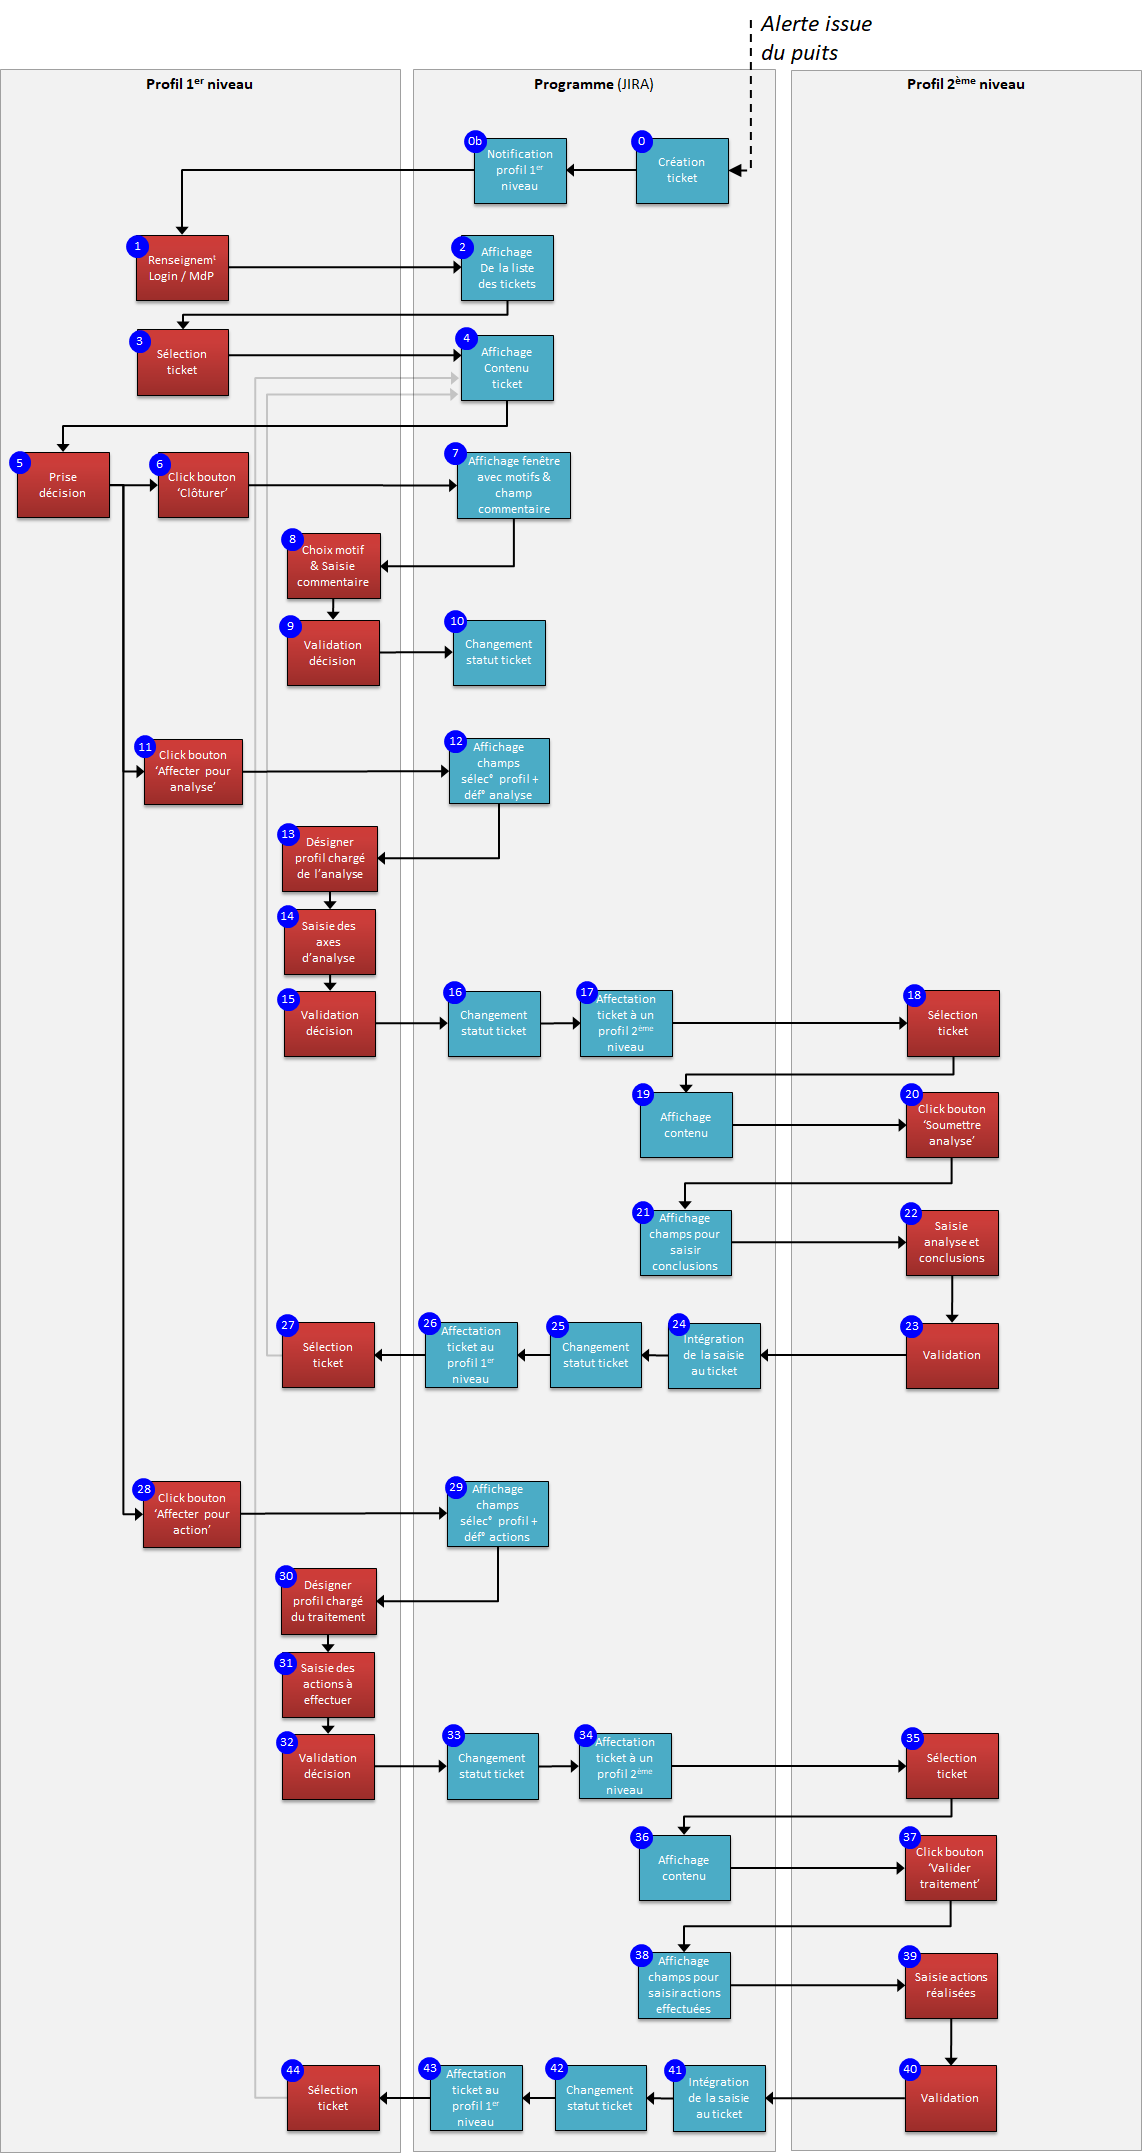 Alerte issue
du puits
Profil 1er niveau
Programme (JIRA)
Profil 2ème niveau
0b
Notification
profil 1er
niveau
0
Création
ticket
1
Renseignemt
Login / MdP
2
Affichage
De la liste
des tickets
3
Sélection
ticket
4
Affichage
Contenu
ticket
5
Prise
décision
6
Click bouton
‘Clôturer’
7
Affichage fenêtre
avec motifs &
champ
commentaire
8
Choix motif
& Saisie
commentaire
9
Validation
décision
10
Changement
statut ticket
11
Click bouton
‘Affecter pour
analyse’
12
Affichage
champs
sélec° profil +
déf° analyse
13
Désigner
profil chargé
de l’analyse
14
Saisie des
axes
d’analyse
15
Validation
décision
16
Changement
statut ticket
17
Affectation
ticket à un
profil 2ème
niveau
18
Sélection
ticket
19
Affichage
contenu
20
Click bouton
‘Soumettre
analyse’
21
Affichage
champs pour
saisir
conclusions
22
Saisie
analyse et
conclusions
23
Validation
24
Intégration
de la saisie
au ticket
25
Changement
statut ticket
26
Affectation
ticket au
profil 1er
niveau
27
Sélection
ticket
28
Click bouton
‘Affecter pour
action’
29
Affichage
champs
sélec° profil +
déf° actions
30
Désigner
profil chargé
du traitement
31
Saisie des
actions à
effectuer
32
Validation
décision
33
Changement
statut ticket
34
Affectation
ticket à un
profil 2ème
niveau
35
Sélection
ticket
36
Affichage
contenu
37
Click bouton
‘Valider
traitement’
38
Affichage
champs pour
saisir actions
effectuées
39
Saisie actions
réalisées
40
Validation
41
Intégration
de la saisie
au ticket
42
Changement
statut ticket
43
Affectation
ticket au
profil 1er
niveau
44
Sélection
ticket